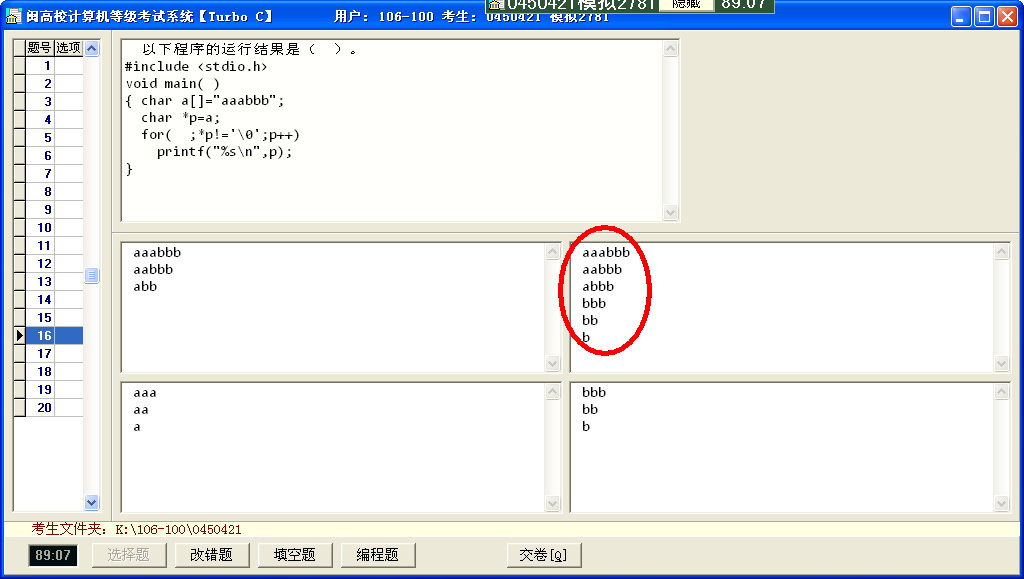 闽高校计算机等级考试系统【Turbo C】 用户: 106-100 考生: 0450421 模拟2781
0450421模拟2781 隐藏 89:07
题号 选项
1
2
3
4
5
6
7
8
9
10
11
12
13
14
15
16
17
18
19
20
以下程序的运行结果是( )。
#include <stdio.h>
void main( )
{ char a[]="aaabbb";
char *p=a;
for( ;*p!='\0';p++)
printf("%s\n",p);
}
aaabbb
aabbb
abb
aaabbb
aabbb
abbb
bbb
bb
b
aaa
aa
a
bbb
bb
b
考生文件夹: K:\106-100\0450421
89:07 选择题 改错题 填空题 编程题 交卷[Q]